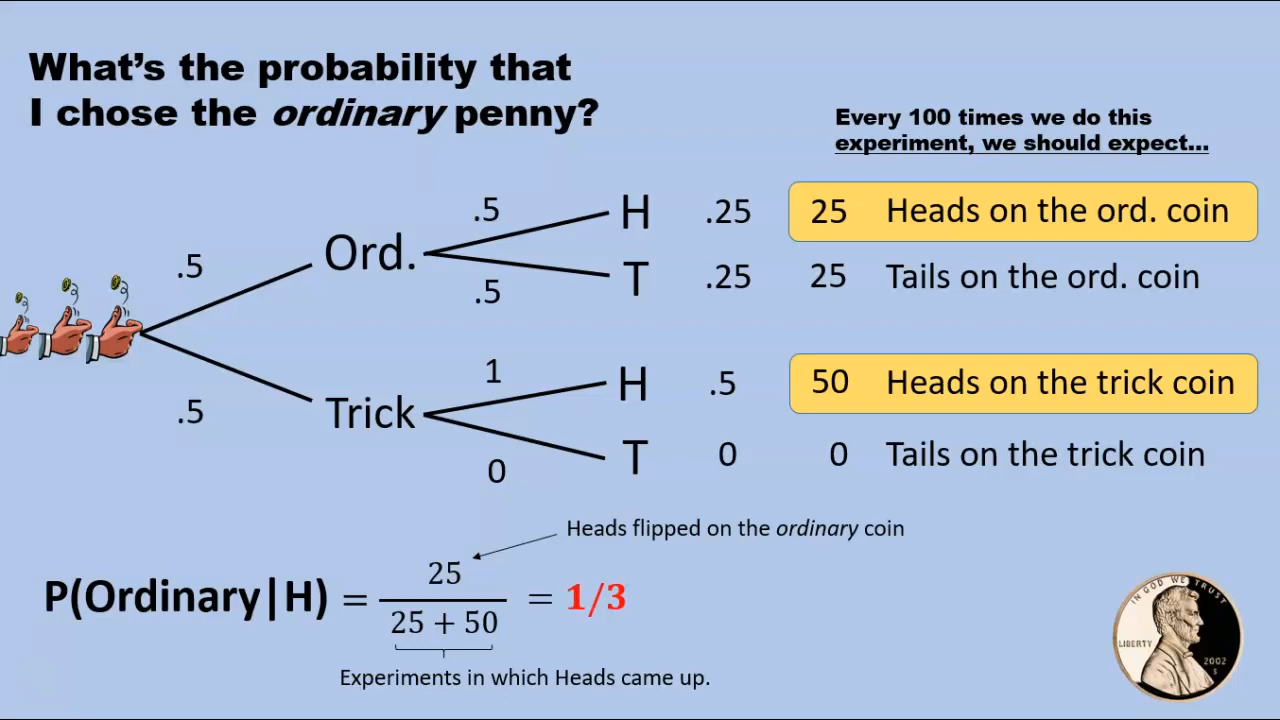 What's the probability that
I chose the ordinary penny?
Every 100 times we do this
experiment, we should expect...
.5
H .25 25 Heads on the ord. coin
.5 Ord.
.5 T .25 25 Tails on the ord. coin
1
H .5 50 Heads on the trick coin
.5 Trick
0 T 0 0 Tails on the trick coin
Heads flipped on the ordinary coin
P(Ordinary|H) = 25 / 25 + 50 = 1/3
Experiments in which Heads came up.
IN GOD WE TRUST
LIBERTY
2002
S